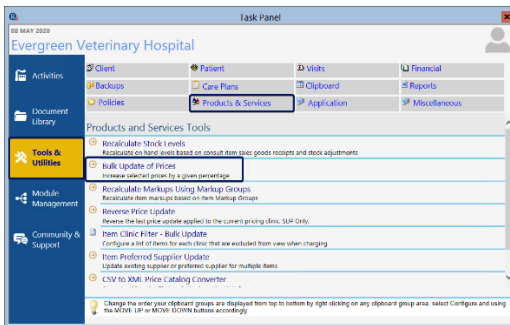 Task Panel
08 MAY 2020
Evergreen Veterinary Hospital
Activities
Document Library
Tools & Utilities
Module Management
Community & Support
Client
Patient
Visits
Financial
Backups
Care Plans
Clipboard
Reports
Policies
Products & Services
Application
Miscellaneous
Products and Services Tools
Recalculate Stock Levels
Recalculate on hand levels based on consult item sales goods receipts and stock adjustments
Bulk Update of Prices
Increase selected prices by a given percentage
Recalculate Markups Using Markup Groups
Recalculate item markups based on Item Markup Groups
Reverse Price Update
Reverse the last price update applied to the current pricing clinic. SUP Only.
Item Clinic Filter - Bulk Update
Configure a list of items for each clinic that are excluded from view when charging
Item Preferred Supplier Update
Update existing supplier or preferred supplier for multiple items
CSV to XML Price Catalog Converter
Change the order your clipboard groups are displayed from top to bottom by right clicking on any clipboard group area, select Configure and using
the MOVE UP or MOVE DOWN buttons accordingly